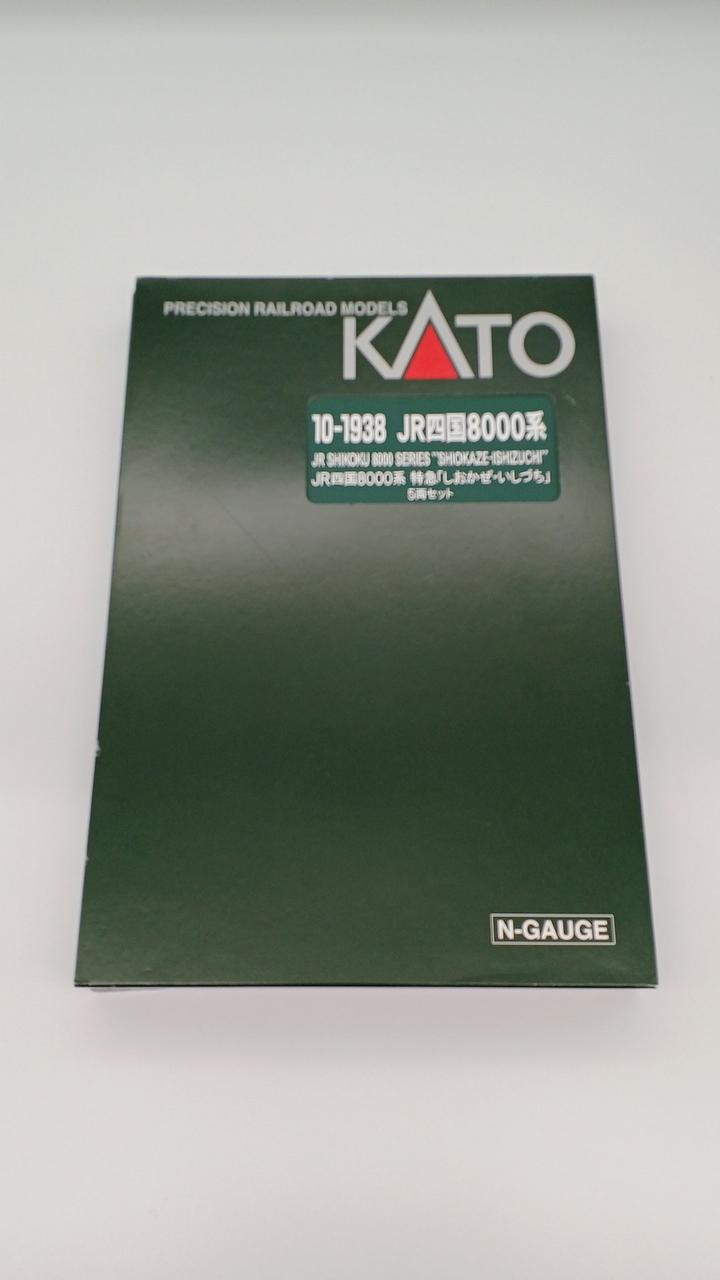 PRECISION RAILROAD MODELS
KATO
10-1938 JR四国8000系
JR SHIKOKU 8000 SERIES "SHIOKAZE·ISHIZUCHI"
JR四国8000系 特急「しおかぜ・いしづち」
5両セット
N-GAUGE